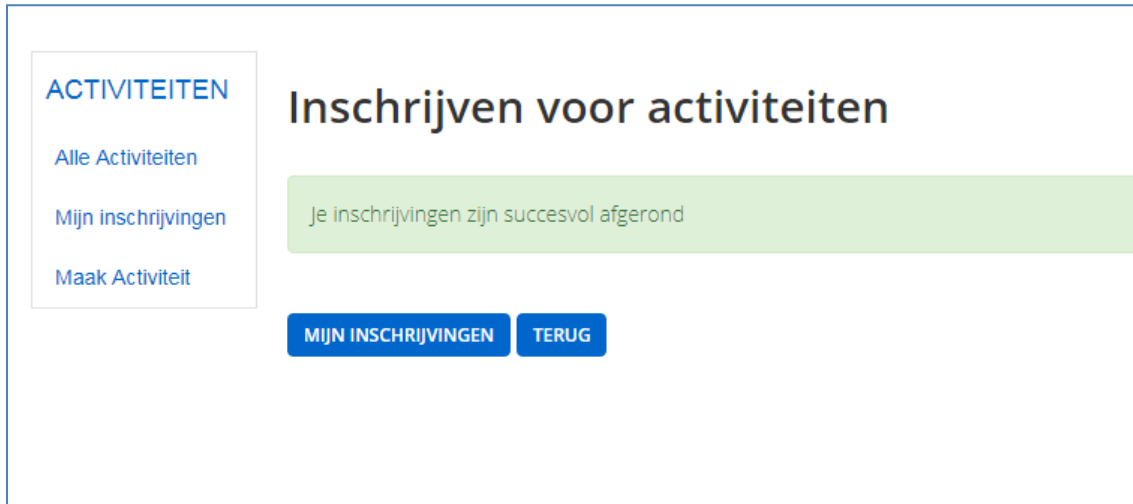 ACTIVITEITEN
Alle Activiteiten
Mijn inschrijvingen
Maak Activiteit
Inschrijven voor activiteiten
Je inschrijvingen zijn succesvol afgerond
MIJN INSCHRIJVINGEN TERUG